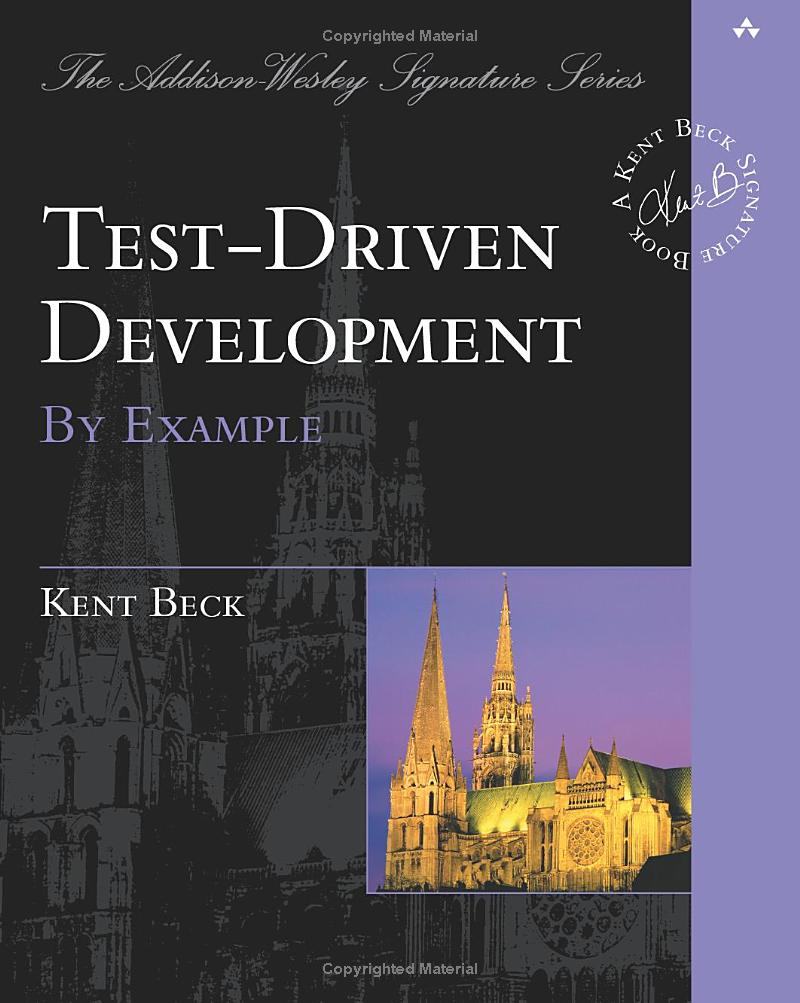 Copyrighted Material
The Addison-Wesley Signature Series
A KENT BECK SIGNATURE BOOK
Kent B
TEST-DRIVEN
DEVELOPMENT
BY EXAMPLE
KENT BECK
Copyrighted Material